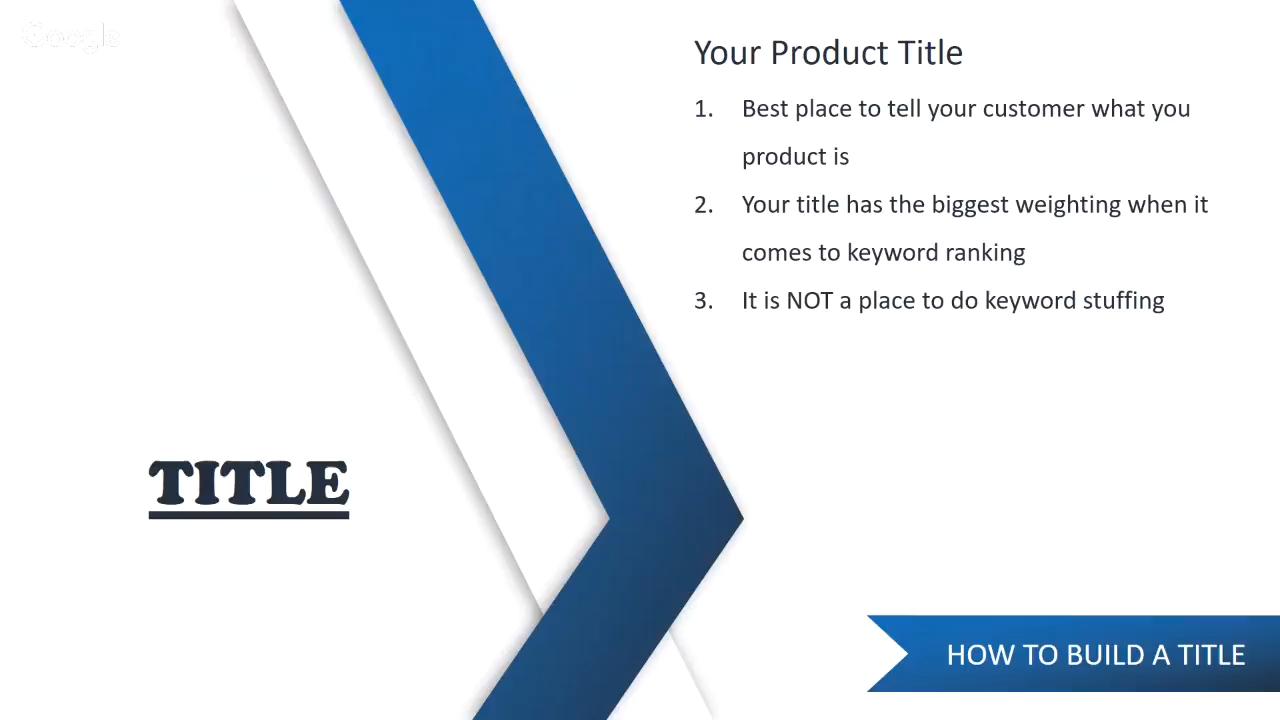 Google
Your Product Title
1. Best place to tell your customer what you
product is
2. Your title has the biggest weighting when it
comes to keyword ranking
3. It is NOT a place to do keyword stuffing
TITLE
HOW TO BUILD A TITLE